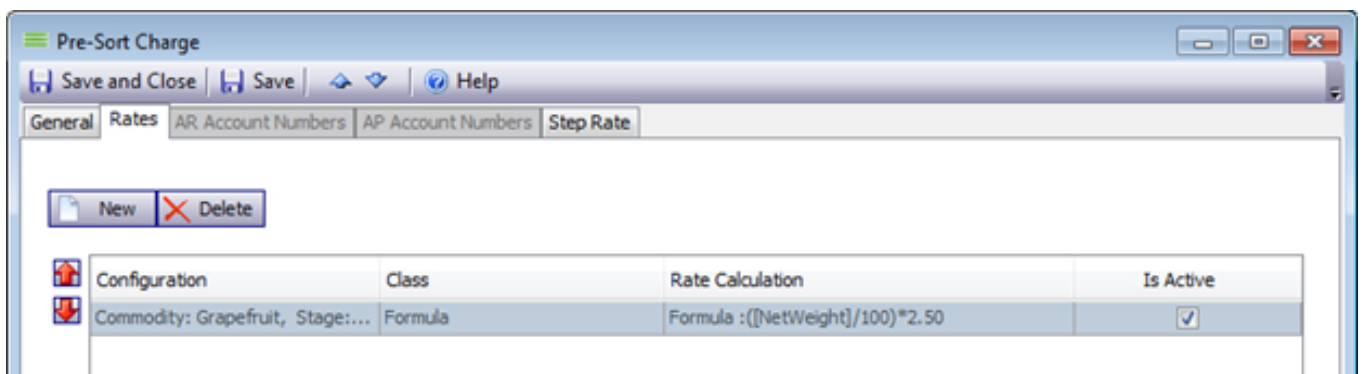 Pre-Sort Charge
Save and Close Save Help
General Rates AR Account Numbers AP Account Numbers Step Rate
New Delete
Configuration Class Rate Calculation Is Active
Commodity: Grapefruit, Stage:... Formula Formula :([NetWeight]/100)*2.50